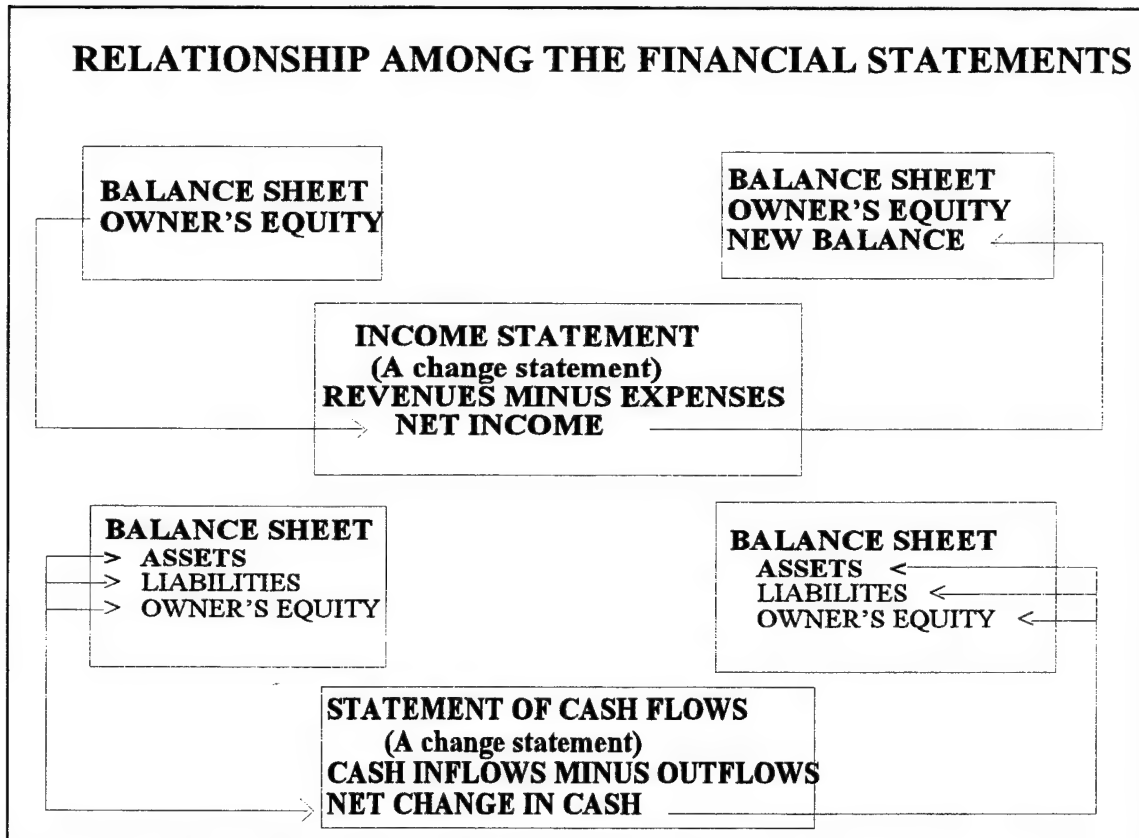 RELATIONSHIP AMONG THE FINANCIAL STATEMENTS
BALANCE SHEET
OWNER'S EQUITY
BALANCE SHEET
OWNER'S EQUITY
NEW BALANCE
INCOME STATEMENT
(A change statement)
REVENUES MINUS EXPENSES
NET INCOME
BALANCE SHEET
ASSETS
LIABILITIES
OWNER'S EQUITY
BALANCE SHEET
ASSETS
LIABILITES
OWNER'S EQUITY
STATEMENT OF CASH FLOWS
(A change statement)
CASH INFLOWS MINUS OUTFLOWS
NET CHANGE IN CASH